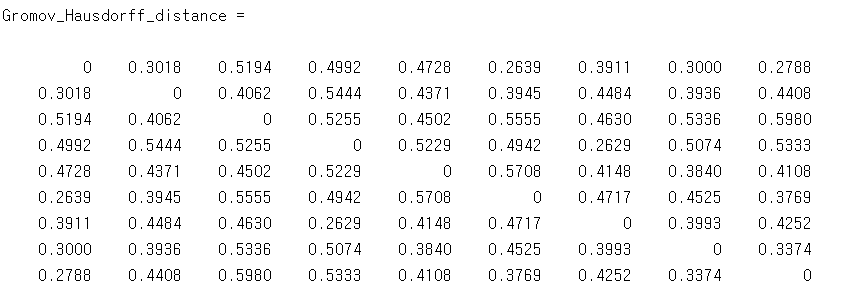 Gromov_Hausdorff_distance =
0 0.3018 0.5194 0.4992 0.4728 0.2639 0.3911 0.3000 0.2788
0.3018 0 0.4062 0.5444 0.4371 0.3945 0.4484 0.3936 0.4408
0.5194 0.4062 0 0.5255 0.4502 0.5555 0.4630 0.5336 0.5980
0.4992 0.5444 0.5255 0 0.5229 0.4942 0.2629 0.5074 0.5333
0.4728 0.4371 0.4502 0.5229 0 0.5708 0.4148 0.3840 0.4108
0.2639 0.3945 0.5555 0.4942 0.5708 0 0.4717 0.4525 0.3769
0.3911 0.4484 0.4630 0.2629 0.4148 0.4717 0 0.3993 0.4252
0.3000 0.3936 0.5336 0.5074 0.3840 0.4525 0.3993 0 0.3374
0.2788 0.4408 0.5980 0.5333 0.4108 0.3769 0.4252 0.3374 0